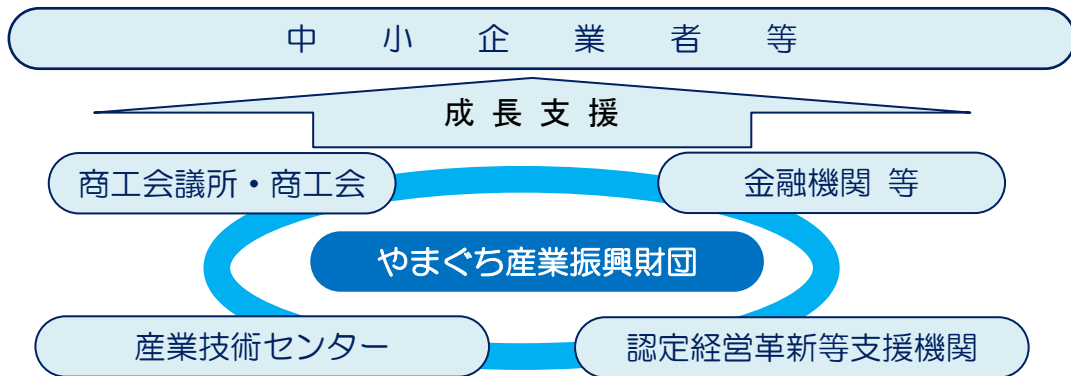 中小企業者等
成長支援
商工会議所・商工会
金融機関 等
やまぐち産業振興財団
産業技術センター
認定経営革新等支援機関